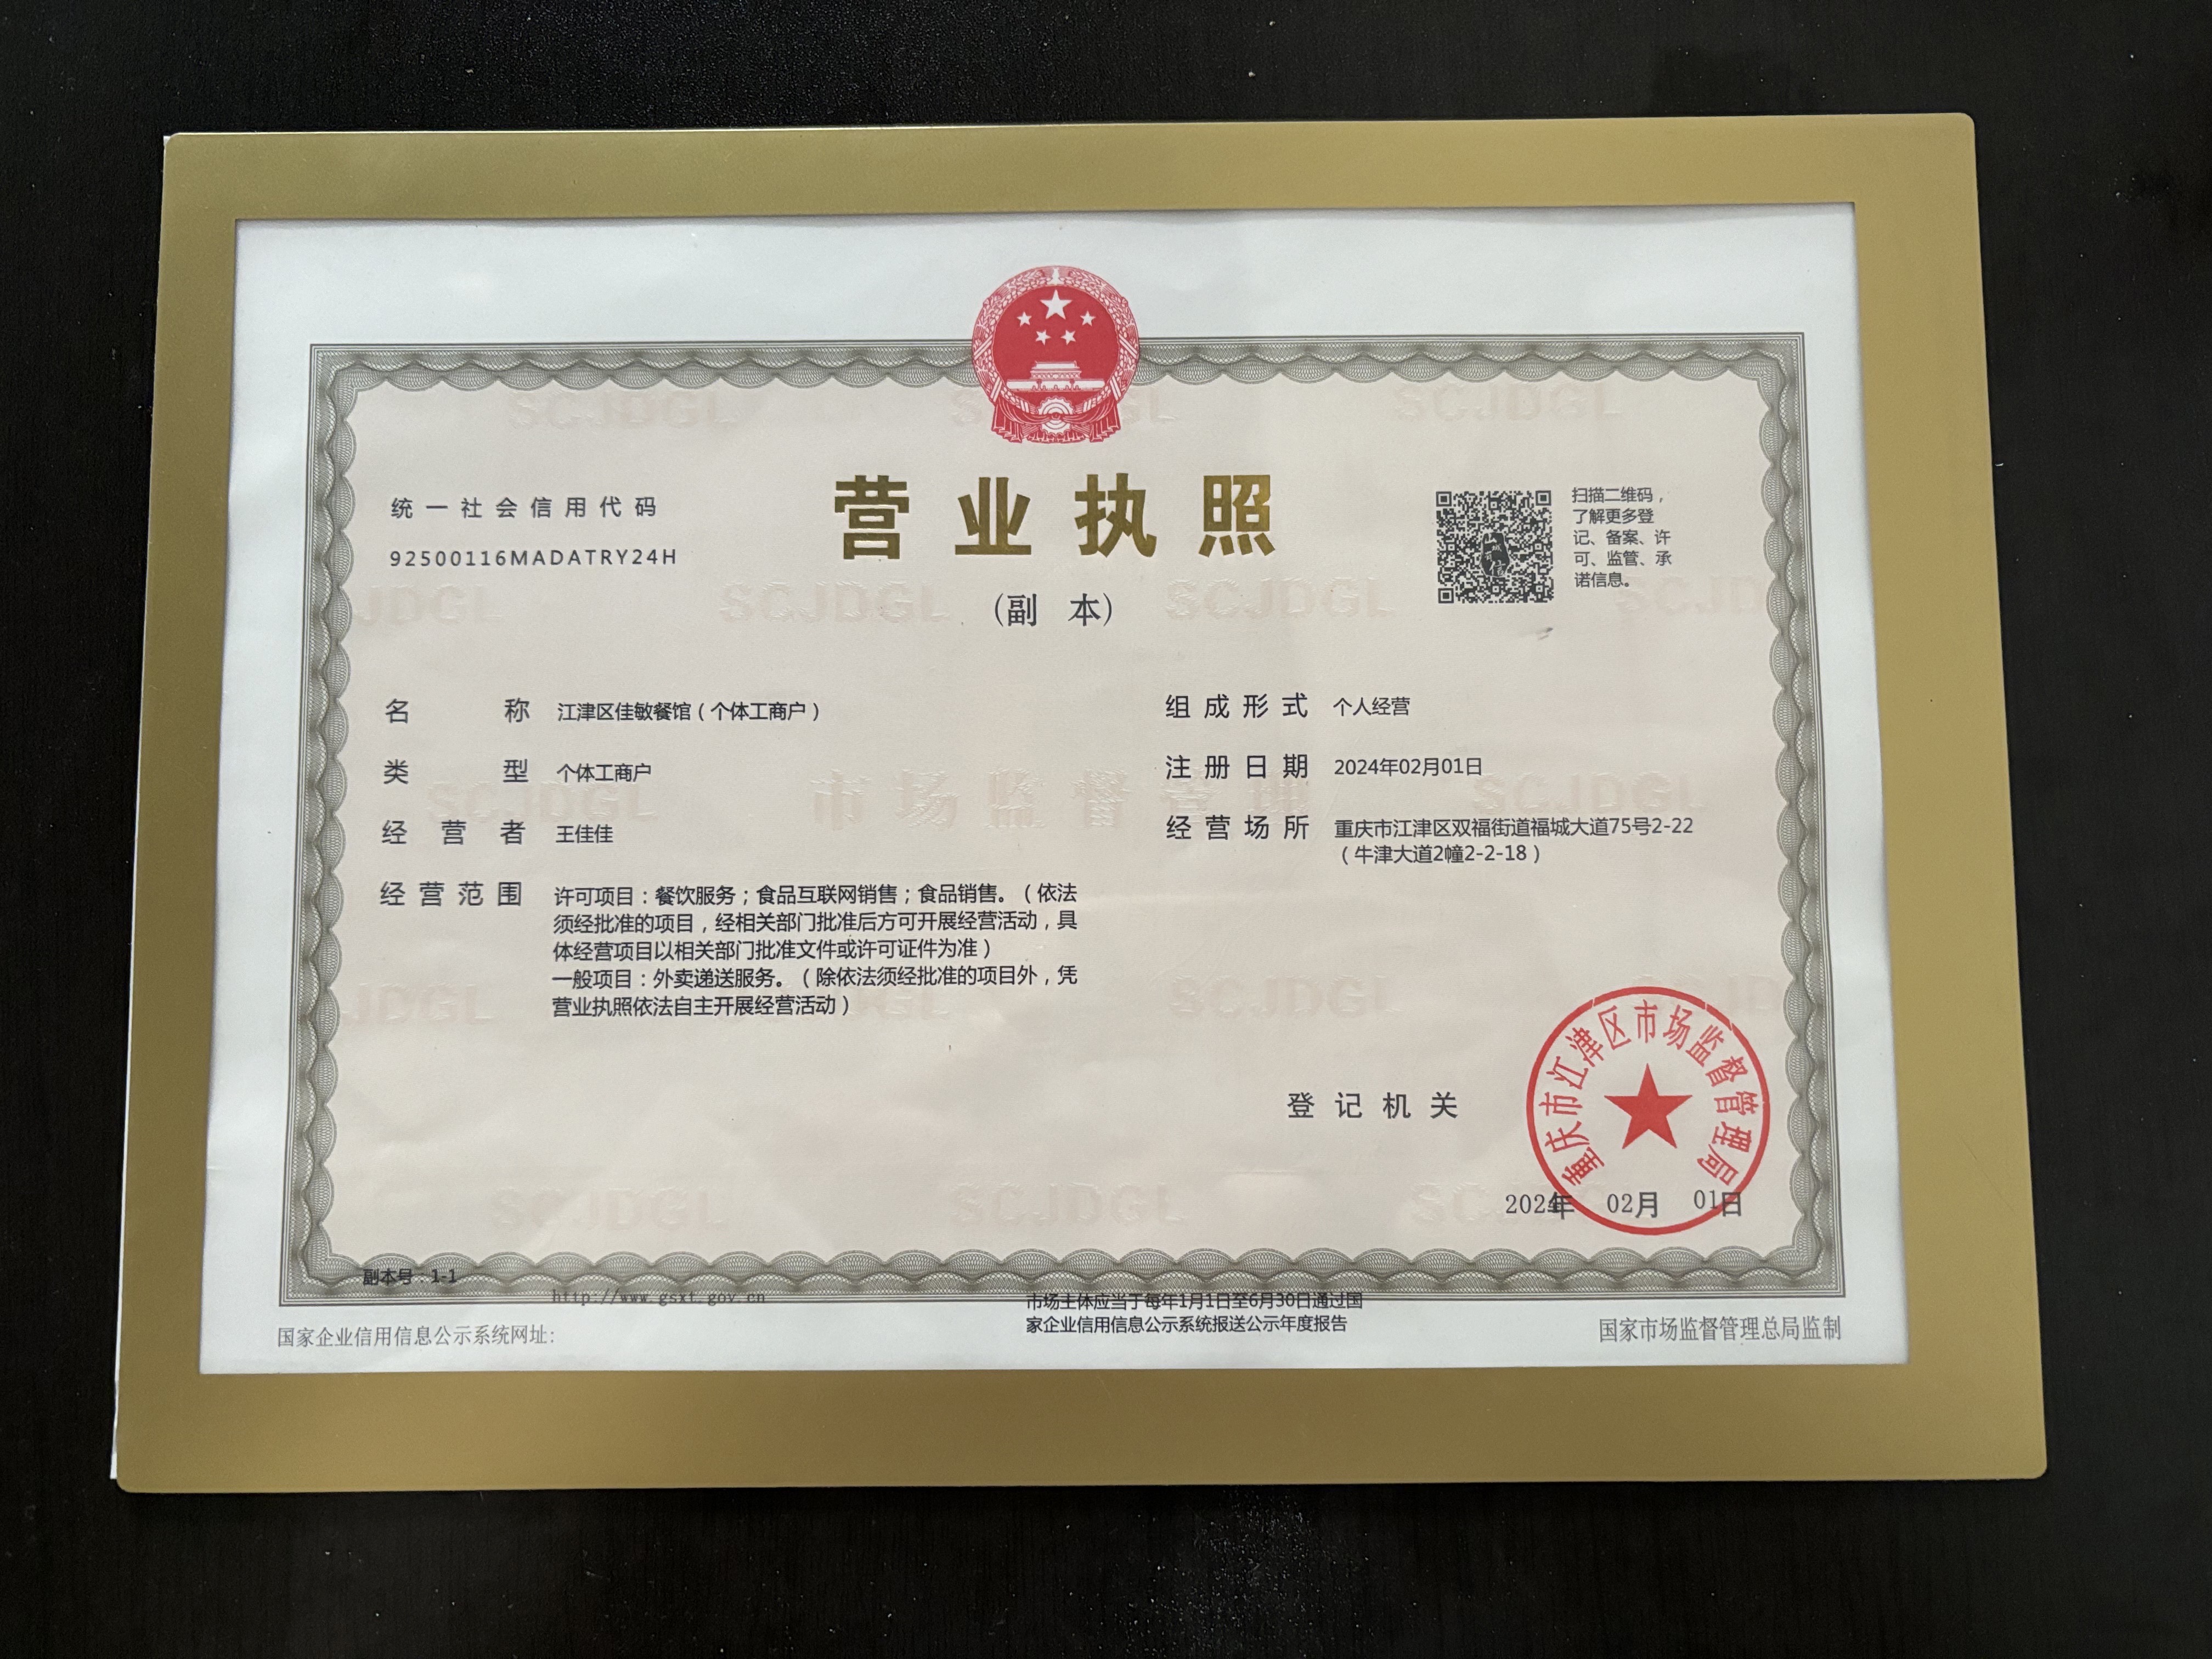 统一社会信用代码
92500116MADATRY24H
营业执照
(副 本)
扫描二维码，
了解更多登
记、备案、许
可、监管、承
诺信息。
名称 江津区佳敏餐馆（个体工商户）
类型 个体工商户
经营者 王佳佳
经营范围 许可项目：餐饮服务；食品互联网销售；食品销售。（依法
须经批准的项目，经相关部门批准后方可开展经营活动，具
体经营项目以相关部门批准文件或许可证件为准）
一般项目：外卖递送服务。（除依法须经批准的项目外，凭
营业执照依法自主开展经营活动）
组成形式 个人经营
注册日期 2024年02月01日
经营场所 重庆市江津区双福街道福城大道75号2-22
（牛津大道2幢2-2-18）
登记机关
重庆市江津区市场监督管理局
2024年 02月 01日
副本号：1-1
http://www.gsxt.gov.cn
国家企业信用信息公示系统网址:
市场主体应当于每年1月1日至6月30日通过国
家企业信用信息公示系统报送公示年度报告
国家市场监督管理总局监制
SCJDGL
市场监督管理